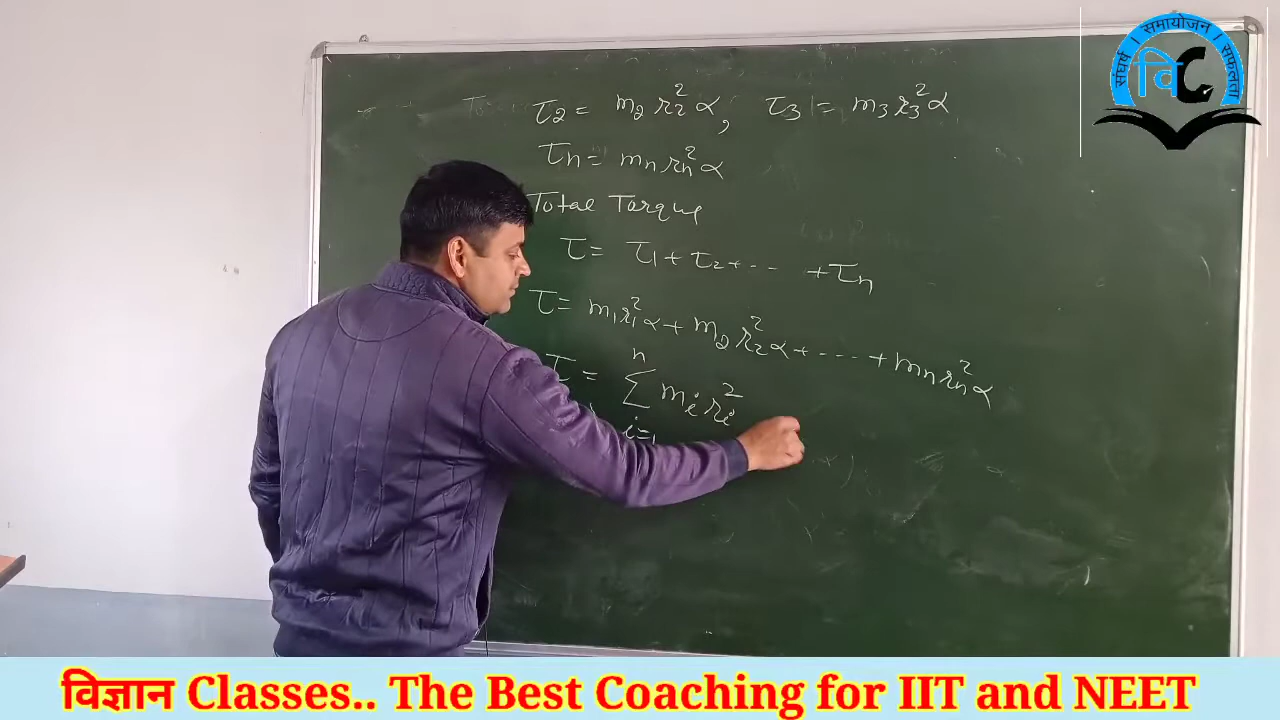 संघर्ष । समायोजन । सफलता
वि C
τ2 = m2 r2² α, τ3 = m3 r3² α
τn = mn rn² α
Total Torque
τ = τ1 + τ2 + ... + τn
τ = m1 r1² α + m2 r2² α + ... + mn rn² α
τ = Σ i=1 n mi ri²
विज्ञान Classes.. The Best Coaching for IIT and NEET